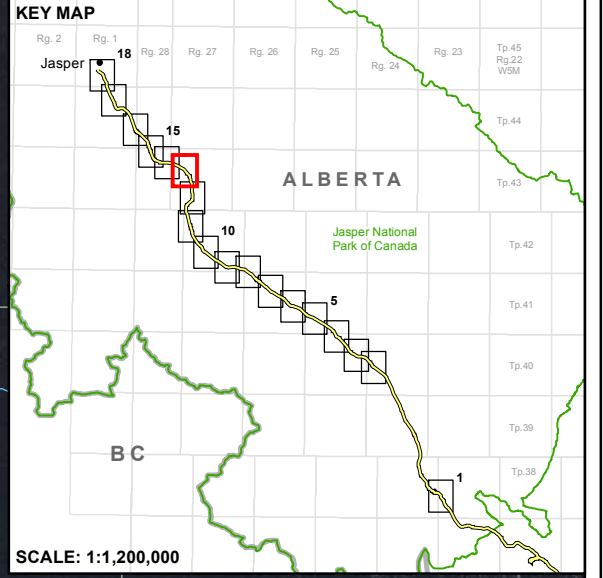 KEY MAP
Rg. 2 Rg. 1 Rg. 28 Rg. 27 Rg. 26 Rg. 25 Rg. 24 Rg. 23 Tp.45
Rg.22
W5M
18
Jasper
Tp.44
15
ALBERTA
Tp.43
10
Jasper National
Park of Canada
Tp.42
5
Tp.41
Tp.40
Tp.39
BC
Tp.38
1
SCALE: 1:1,200,000